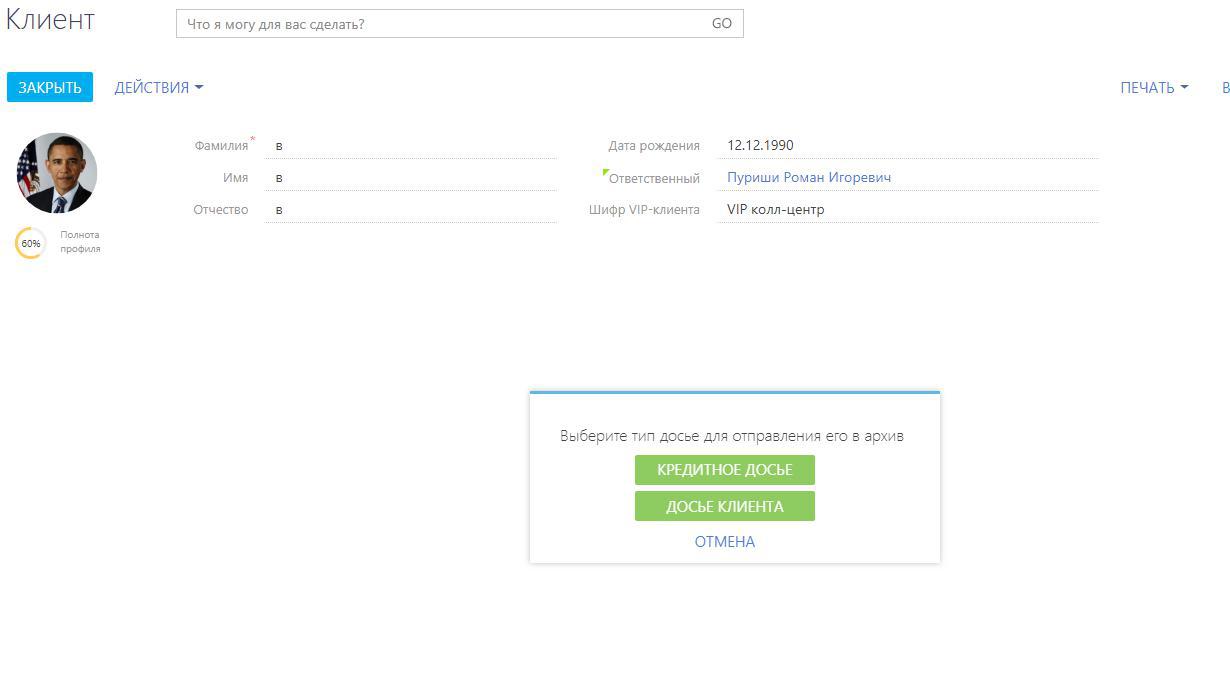 Клиент
Что я могу для вас сделать? GO
ЗАКРЫТЬ ДЕЙСТВИЯ ПЕЧАТЬ В
Фамилия* в Дата рождения 12.12.1990
Имя в Ответственный Пуриши Роман Игоревич
Отчество в Шифр VIP-клиента VIP колл-центр
60% Полнота
профиля
Выберите тип досье для отправления его в архив
КРЕДИТНОЕ ДОСЬЕ
ДОСЬЕ КЛИЕНТА
ОТМЕНА